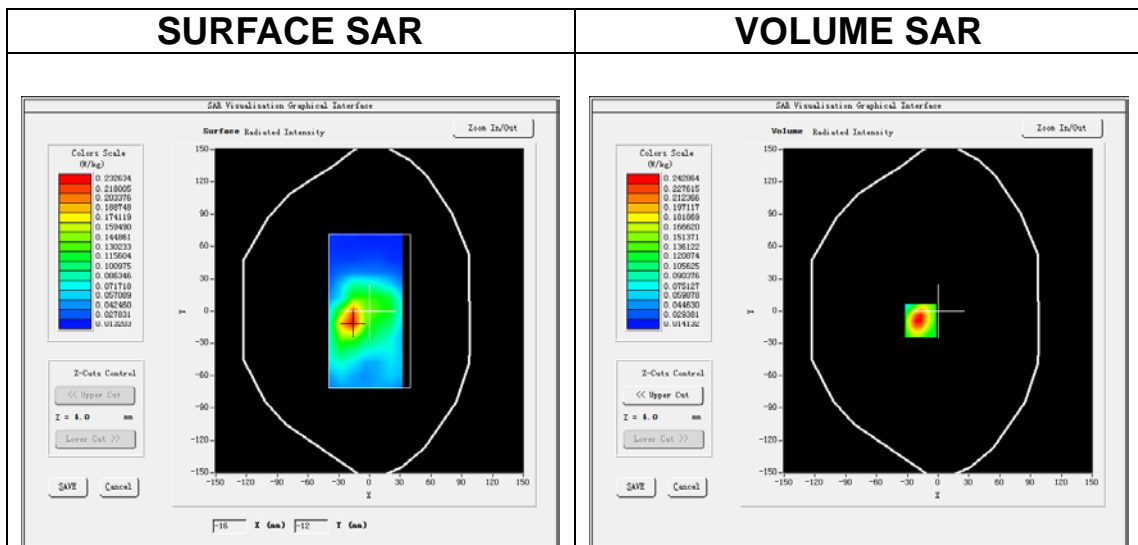 SURFACE SAR
VOLUME SAR
SAR Visualisation Graphical Interface
Surface Radiated Intensity
Zoom In/Out
Colors Scale
(W/kg)
0.232634
0.218005
0.203376
0.188748
0.174119
0.159490
0.144861
0.130233
0.115604
0.100975
0.086346
0.071718
0.057089
0.042460
0.027831
0.013203
150
120
90
60
30
0
-30
-60
-90
-120
-150
Y
-150 -120 -90 -60 -30 0 30 60 90 120 150
X
Z-Cuts Control
<< Upper Cut
Z = 4.0 mm
Lower Cut >>
SAVE Cancel
-16 X (mm) -12 Y (mm)
SAR Visualisation Graphical Interface
Volume Radiated Intensity
Zoom In/Out
Colors Scale
(W/kg)
0.242864
0.227615
0.212366
0.197117
0.181869
0.166620
0.151371
0.136122
0.120874
0.105625
0.090376
0.075127
0.059878
0.044630
0.029381
0.014132
150
120
90
60
30
0
-30
-60
-90
-120
-150
Y
-150 -120 -90 -60 -30 0 30 60 90 120 150
X
Z-Cuts Control
<< Upper Cut
Z = 4.0 mm
Lower Cut >>
SAVE Cancel